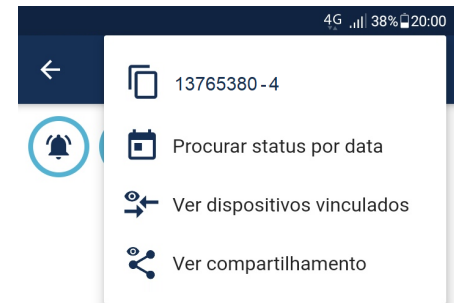 4G 38% 20:00
13765380-4
Procurar status por data
Ver dispositivos vinculados
Ver compartilhamento